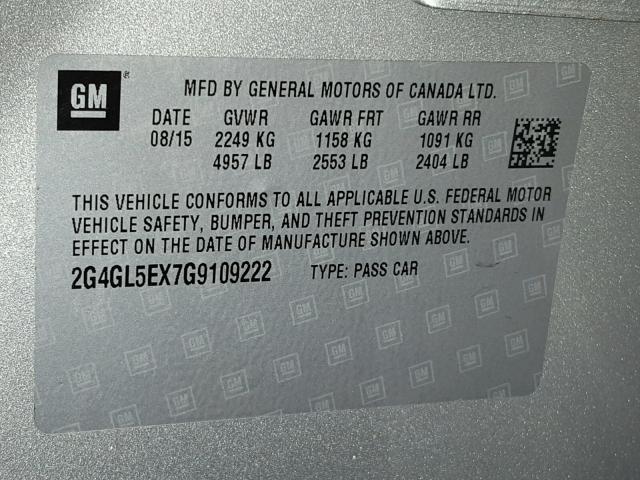 GM ®
MFD BY GENERAL MOTORS OF CANADA LTD.
DATE GVWR GAWR FRT GAWR RR
08/15 2249 KG 1158 KG 1091 KG
4957 LB 2553 LB 2404 LB
THIS VEHICLE CONFORMS TO ALL APPLICABLE U.S. FEDERAL MOTOR
VEHICLE SAFETY, BUMPER, AND THEFT PREVENTION STANDARDS IN
EFFECT ON THE DATE OF MANUFACTURE SHOWN ABOVE.
2G4GL5EX7G9109222 TYPE: PASS CAR